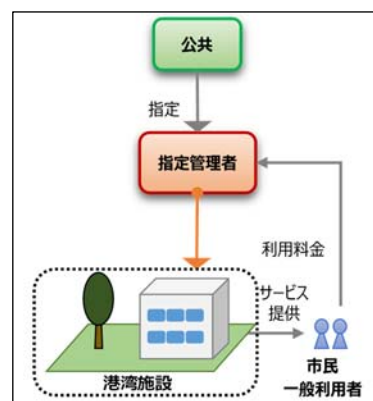 公共
指定
指定管理者
利用料金
サービス
提供
港湾施設
市民
一般利用者